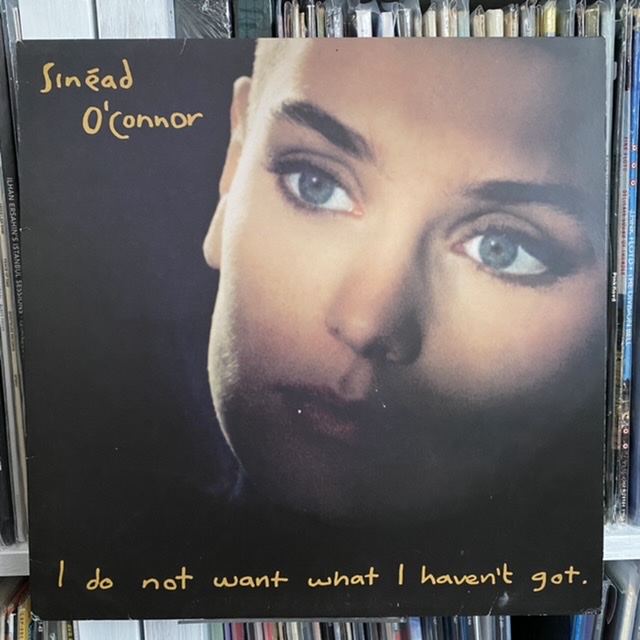 Sinéad
O'Connor
I do not want what I haven't got.